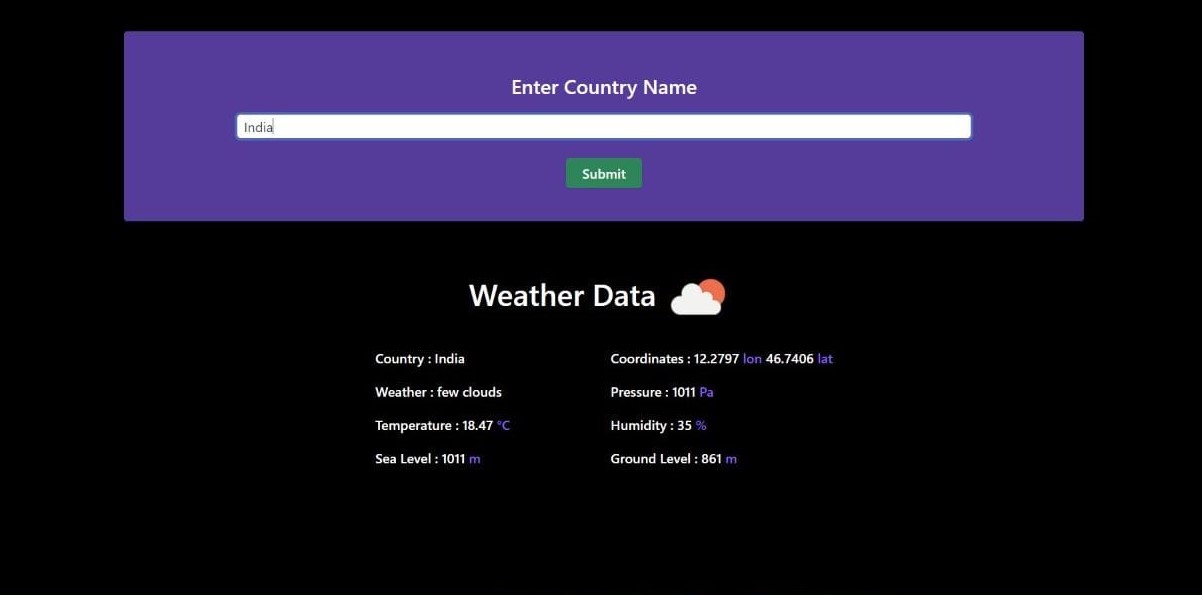 Enter Country Name
India
Submit
Weather Data
Country : India
Coordinates : 12.2797 lon 46.7406 lat
Weather : few clouds
Pressure : 1011 Pa
Temperature : 18.47 °C
Humidity : 35 %
Sea Level : 1011 m
Ground Level : 861 m